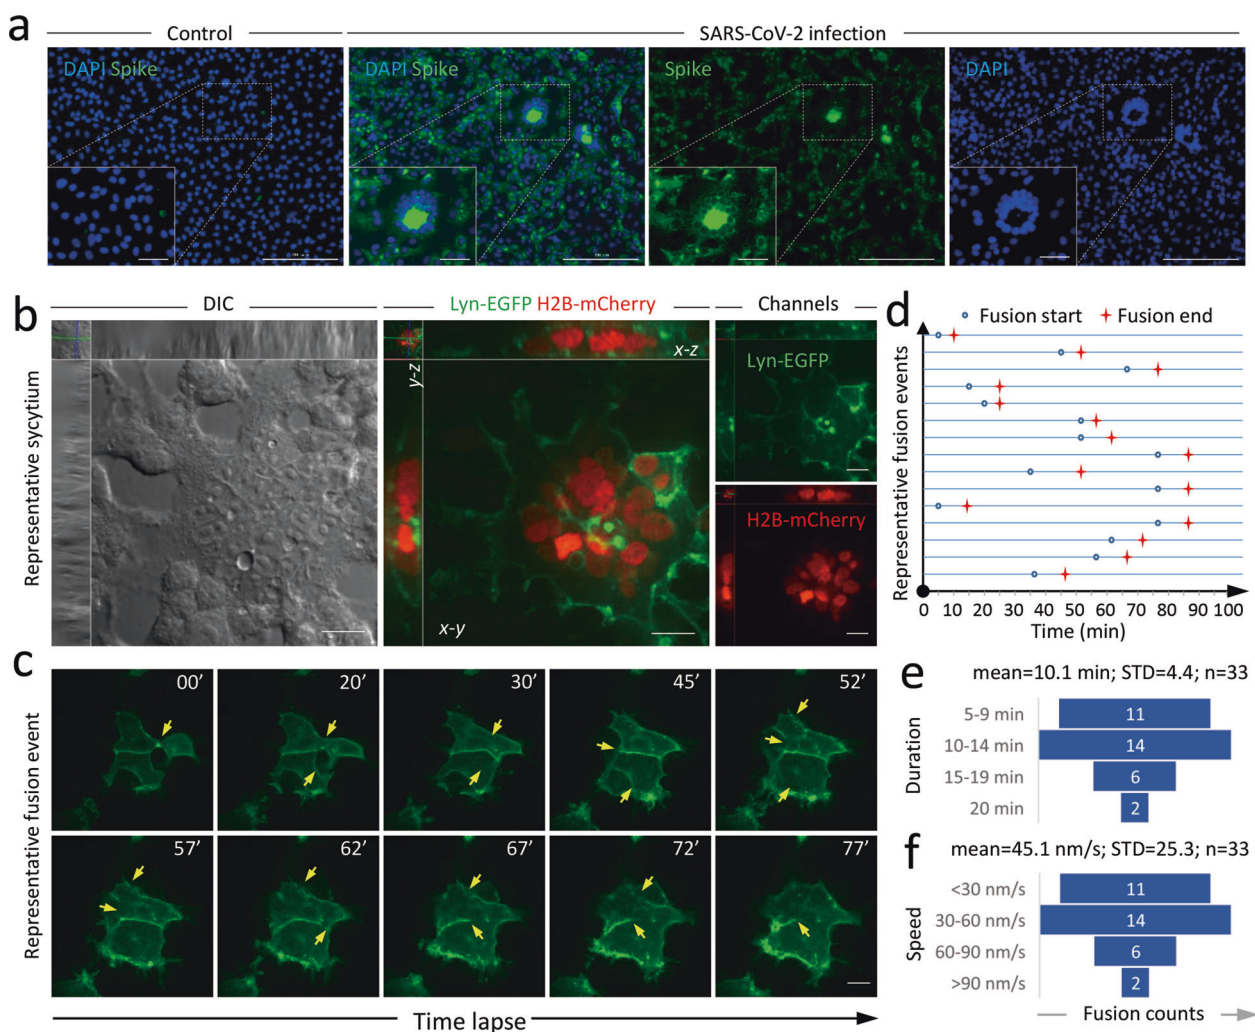 a
Control
SARS-CoV-2 infection
DAPI Spike
DAPI Spike
Spike
DAPI
b
DIC
Lyn-EGFP H2B-mCherry
Channels
Representative sycytium
x-z
y-z
x-y
Lyn-EGFP
H2B-mCherry
c
Representative fusion event
00′
20′
30′
45′
52′
57′
62′
67′
72′
77′
Time lapse
d
Fusion start
Fusion end
Representative fusion events
0 10 20 30 40 50 60 70 80 90 100
Time (min)
e
mean=10.1 min; STD=4.4; n=33
Duration
5-9 min 11
10-14 min 14
15-19 min 6
20 min 2
f
mean=45.1 nm/s; STD=25.3; n=33
Speed
<30 nm/s 11
30-60 nm/s 14
60-90 nm/s 6
>90 nm/s 2
Fusion counts